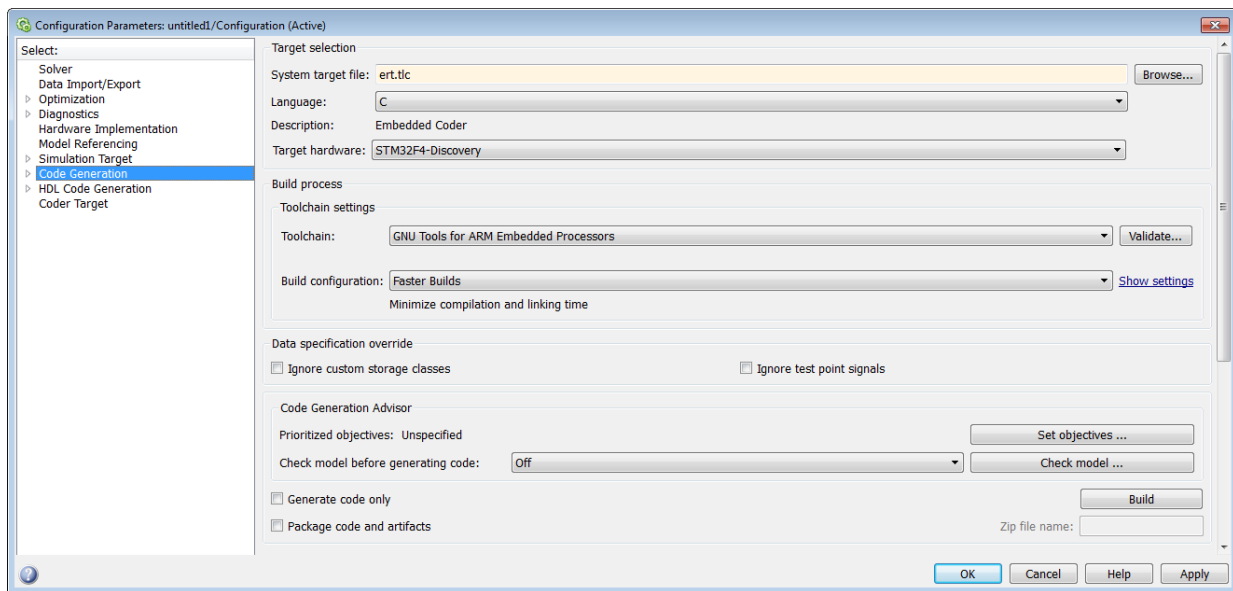 Configuration Parameters: untitled1/Configuration (Active)
Select:
Solver
Data Import/Export
Optimization
Diagnostics
Hardware Implementation
Model Referencing
Simulation Target
Code Generation
HDL Code Generation
Coder Target
Target selection
System target file: ert.tlc Browse...
Language: C
Description: Embedded Coder
Target hardware: STM32F4-Discovery
Build process
Toolchain settings
Toolchain: GNU Tools for ARM Embedded Processors Validate...
Build configuration: Faster Builds Show settings
Minimize compilation and linking time
Data specification override
Ignore custom storage classes Ignore test point signals
Code Generation Advisor
Prioritized objectives: Unspecified Set objectives ...
Check model before generating code: Off Check model ...
Generate code only Build
Package code and artifacts Zip file name:
OK Cancel Help Apply